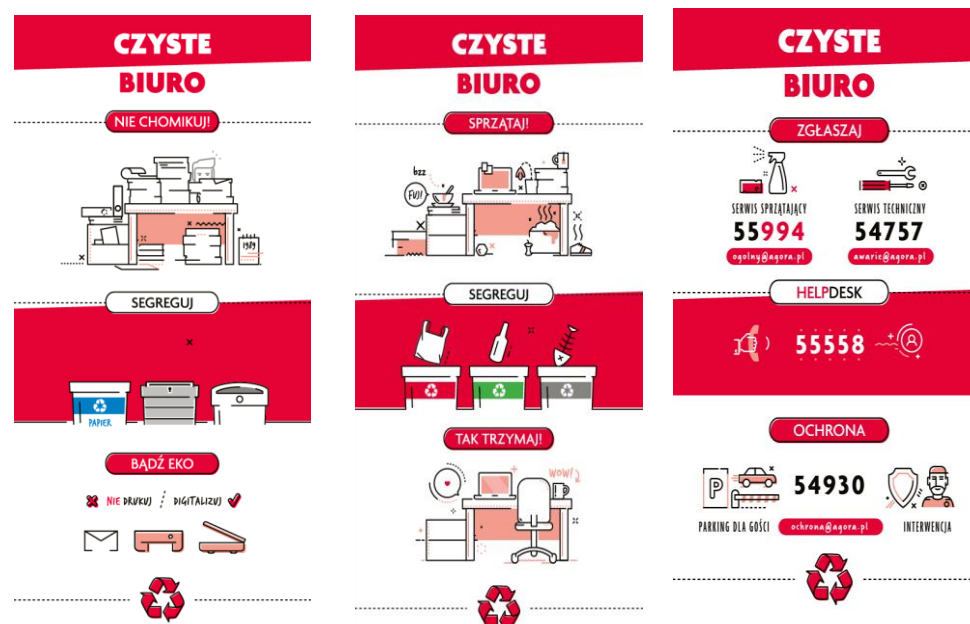 CZYSTE
BIURO
NIE CHOMIKUJ!
1989
SEGREGUJ
PAPIER
BĄDŹ EKO
NIE DRUKUJ / DIGITALIZUJ
CZYSTE
BIURO
SPRZĄTAJ!
bzz
FUJ!
SEGREGUJ
TAK TRZYMAJ!
WOW!
CZYSTE
BIURO
ZGŁASZAJ
SERWIS SPRZĄTAJĄCY
55994
ogolny@agora.pl
SERWIS TECHNICZNY
54757
awarie@agora.pl
HELPDESK
55558
OCHRONA
P
54930
PARKING DLA GOŚCI
ochrona@agora.pl
INTERWENCJA